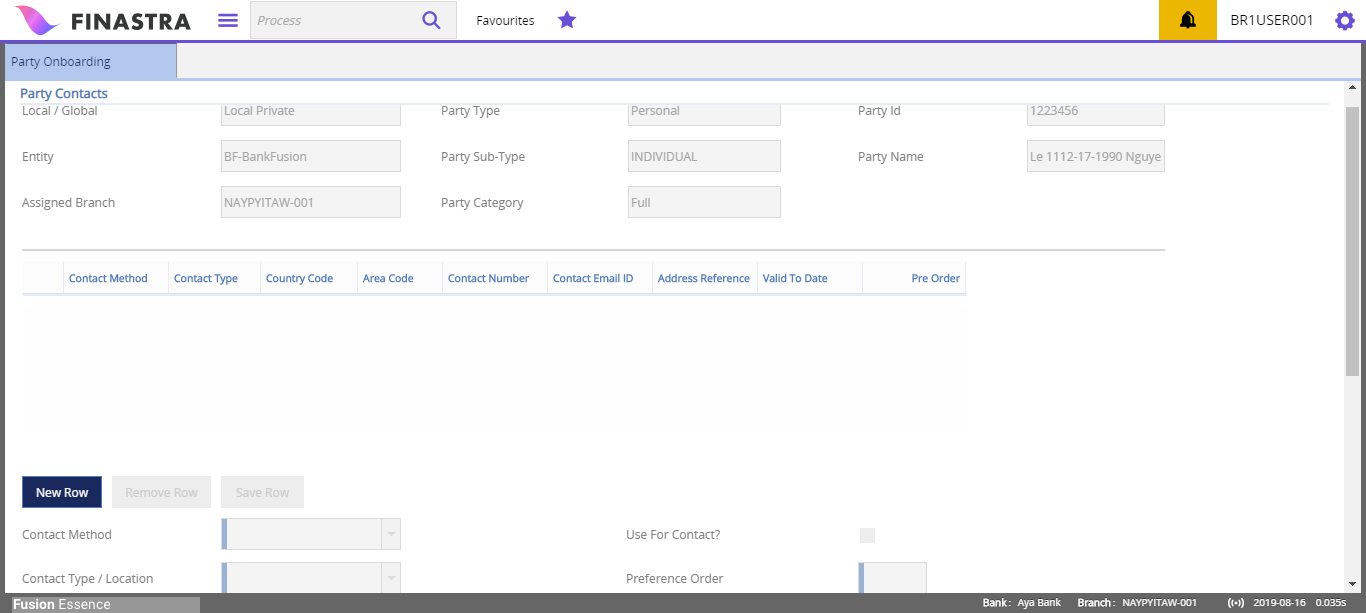 FINASTRA Process Favourites BR1USER001
Party Onboarding
Party Contacts
Local / Global Local Private Party Type Personal Party Id 1223456
Entity BF-BankFusion Party Sub-Type INDIVIDUAL Party Name Le 1112-17-1990 Nguye
Assigned Branch NAYPYITAW-001 Party Category Full
Contact Method Contact Type Country Code Area Code Contact Number Contact Email ID Address Reference Valid To Date Pre Order
New Row Remove Row Save Row
Contact Method Use For Contact?
Contact Type / Location Preference Order
Fusion Essence Bank : Aya Bank Branch : NAYPYITAW-001 2019-08-16 0.035s